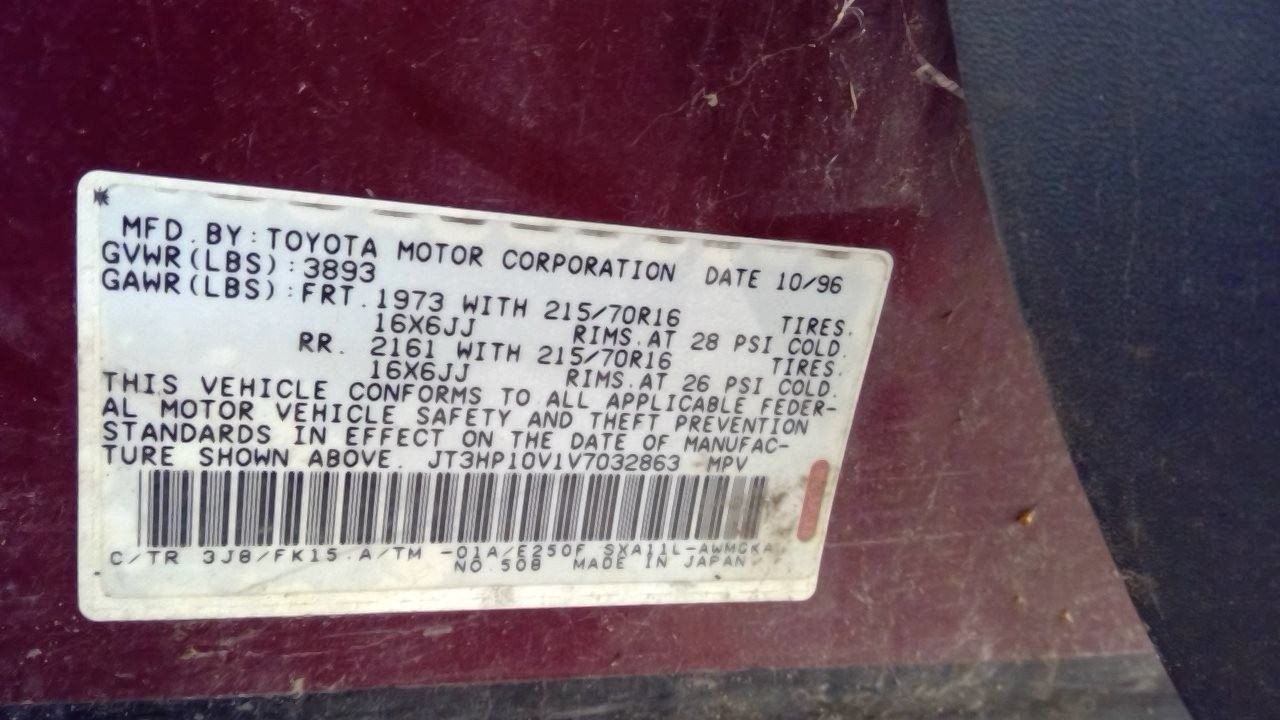 MFD. BY: TOYOTA MOTOR CORPORATION DATE 10/96
GVWR(LBS): 3893
GAWR(LBS): FRT. 1973 WITH 215/70R16 TIRES.
16X6JJ RIMS. AT 28 PSI COLD.
RR. 2161 WITH 215/70R16 TIRES.
16X6JJ RIMS. AT 26 PSI COLD.
THIS VEHICLE CONFORMS TO ALL APPLICABLE FEDER-
AL MOTOR VEHICLE SAFETY AND THEFT PREVENTION
STANDARDS IN EFFECT ON THE DATE OF MANUFAC-
TURE SHOWN ABOVE. JT3HP10V1V7032863 MPV
C/TR 3J8/FK15 A/TM -01A/E250F SXA11L-AWMGKA
NO.508 MADE IN JAPAN